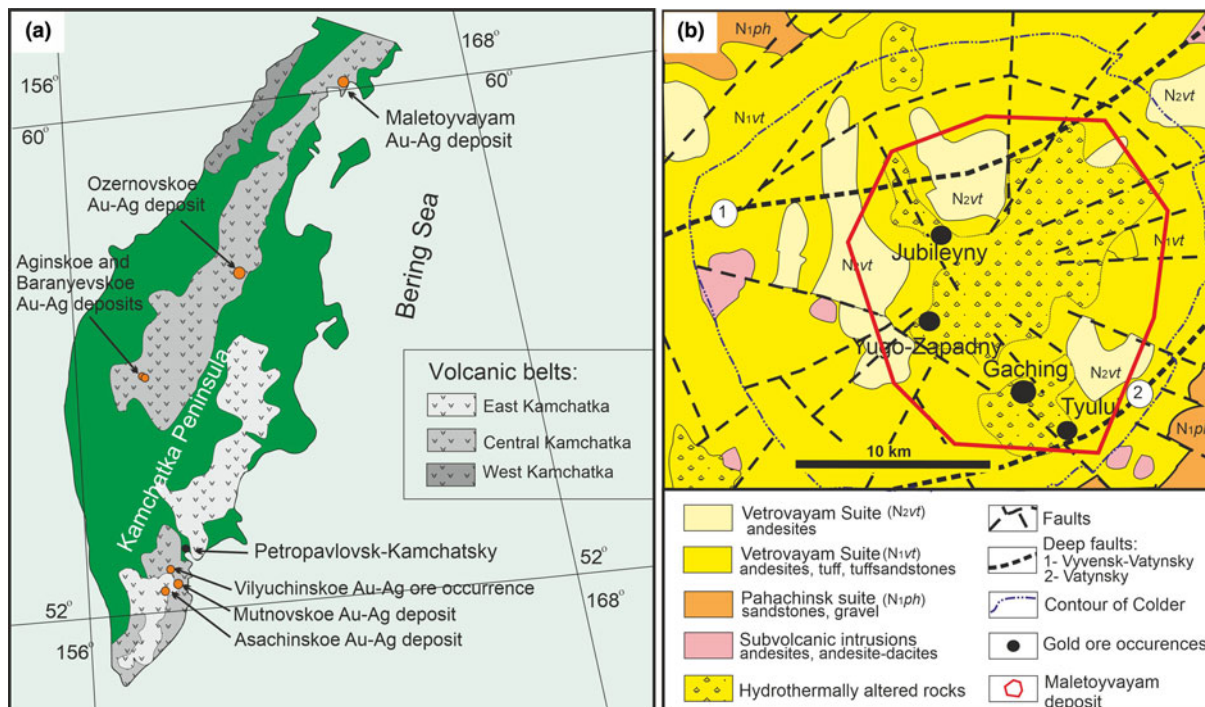 (a)
168°
156°
60°
60°
Maletoyvayam
Au-Ag deposit
Ozernovskoe
Au-Ag deposit
Aginskoe and
Baranyevskoe
Au-Ag deposits
Bering Sea
Kamchatka Peninsula
Volcanic belts:
East Kamchatka
Central Kamchatka
West Kamchatka
Petropavlovsk-Kamchatsky
52°
Vilyuchinskoe Au-Ag ore occurrence
52°
Mutnovskoe Au-Ag deposit
168°
Asachinskoe Au-Ag deposit
156°
(b)
N1ph
N1vt
N2vt
N2vt
1
Jubileyny
N1vt
N2vt
Yugo-Zapadny
Gaching
N2vt
2
Tyulul
N1ph
10 km
Vetrovayam Suite (N2vt)
andesites
Vetrovayam Suite (N1vt)
andesites, tuff, tuffsandstones
Pahachinsk suite (N1ph)
sandstones, gravel
Subvolcanic intrusions
andesites, andesite-dacites
Hydrothermally altered rocks
Faults
Deep faults:
1- Vyvensk-Vatynsky
2- Vatynsky
Contour of Colder
Gold ore occurences
Maletoyvayam
deposit